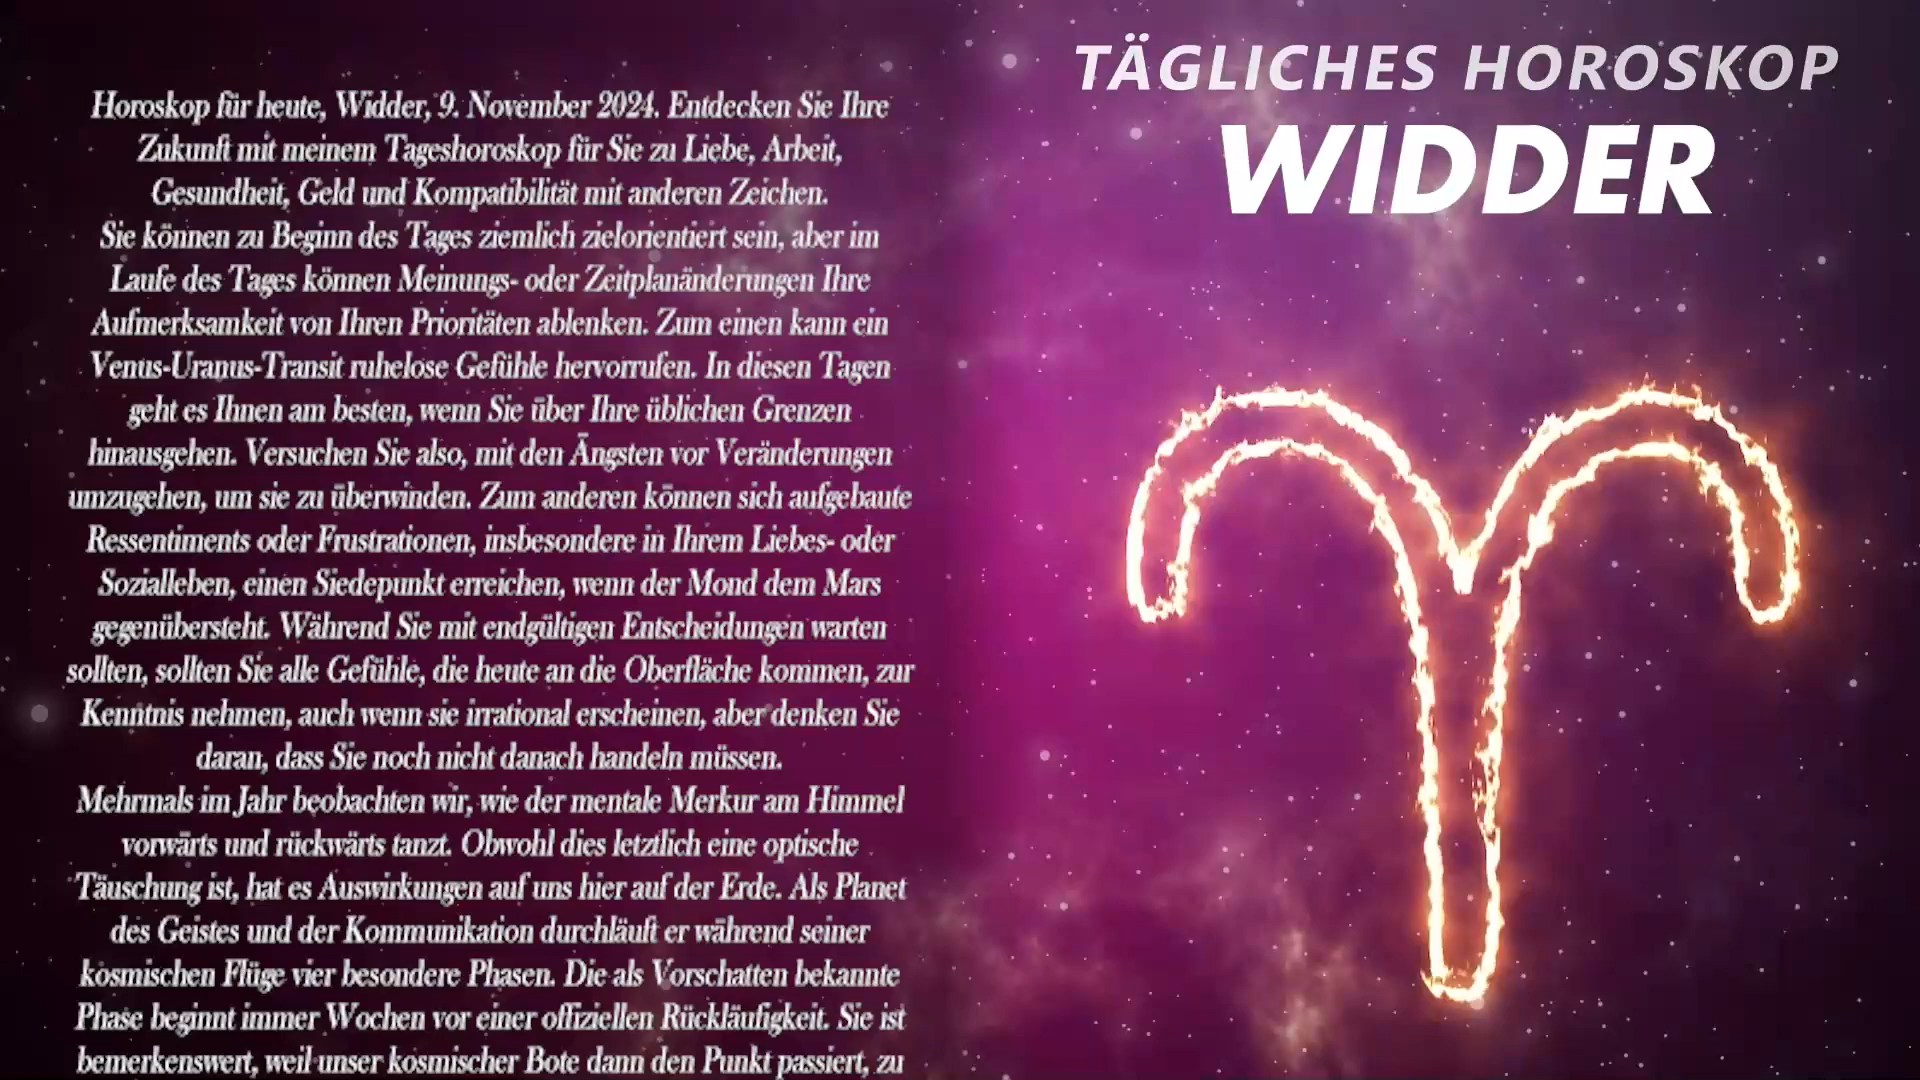 TÄGLICHES HOROSKOP
WIDDER
Horoskop für heute, Widder, 9. November 2024. Entdecken Sie Ihre
Zukunft mit meinem Tageshoroskop für Sie zu Liebe, Arbeit,
Gesundheit, Geld und Kompatibilität mit anderen Zeichen.
Sie können zu Beginn des Tages ziemlich zielorientiert sein, aber im
Laufe des Tages können Meinungs- oder Zeitplanänderungen Ihre
Aufmerksamkeit von Ihren Prioritäten ablenken. Zum einen kann ein
Venus-Uranus-Transit ruhelose Gefühle hervorrufen. In diesen Tagen
geht es Ihnen am besten, wenn Sie über Ihre üblichen Grenzen
hinausgehen. Versuchen Sie also, mit den Ängsten vor Veränderungen
umzugehen, um sie zu überwinden. Zum anderen können sich aufgebaute
Ressentiments oder Frustrationen, insbesondere in Ihrem Liebes- oder
Sozialleben, einen Siedepunkt erreichen, wenn der Mond dem Mars
gegenübersteht. Während Sie mit endgültigen Entscheidungen warten
sollten, sollten Sie alle Gefühle, die heute an die Oberfläche kommen, zur
Kenntnis nehmen, auch wenn sie irrational erscheinen, aber denken Sie
daran, dass Sie noch nicht danach handeln müssen.
Mehrmals im Jahr beobachten wir, wie der mentale Merkur am Himmel
vorwärts und rückwärts tanzt. Obwohl dies letztlich eine optische
Täuschung ist, hat es Auswirkungen auf uns hier auf der Erde. Als Planet
des Geistes und der Kommunikation durchläuft er während seiner
kosmischen Flüge vier besondere Phasen. Die als Vorschatten bekannte
Phase beginnt immer Wochen vor einer offiziellen Rückläufigkeit. Sie ist
bemerkenswert, weil unser kosmischer Bote dann den Punkt passiert, zu